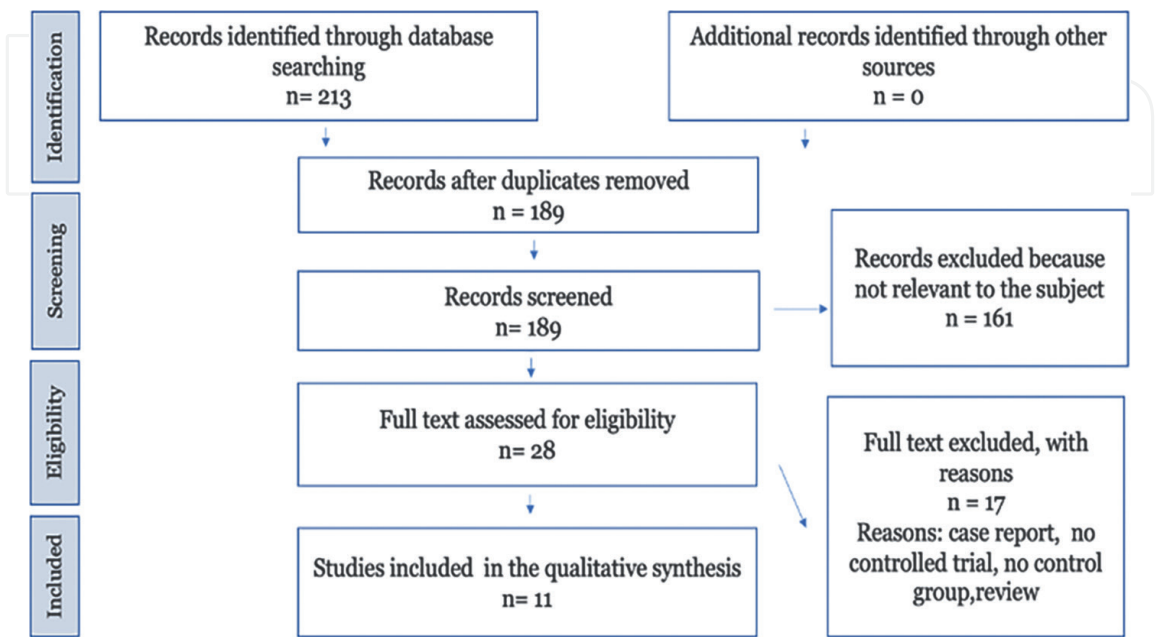 Identification
Records identified through database
searching
n= 213
Additional records identified through other
sources
n = 0
Records after duplicates removed
n = 189
Screening
Records screened
n= 189
Records excluded because
not relevant to the subject
n = 161
Eligibility
Full text assessed for eligibility
n= 28
Full text excluded, with
reasons
n = 17
Reasons: case report, no
controlled trial, no control
group,review
Included
Studies included in the qualitative synthesis
n= 11